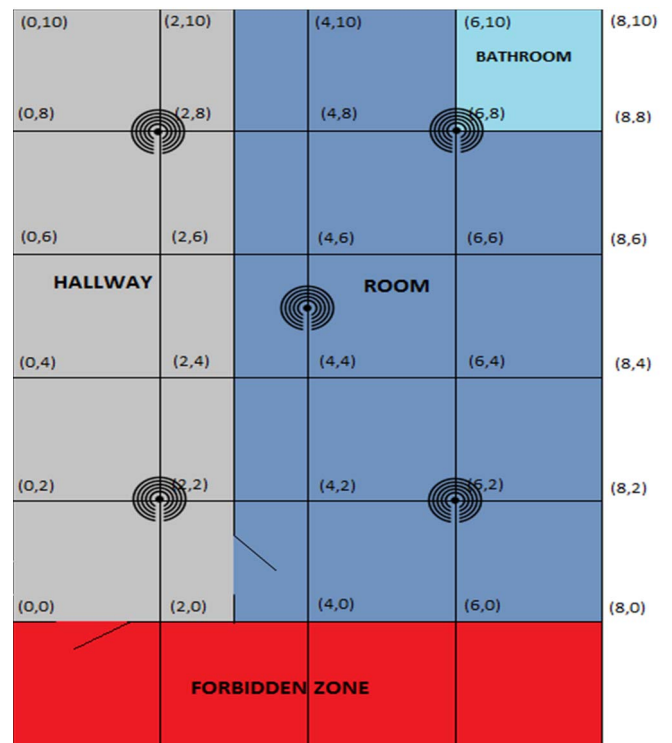 (0,10) (2,10) (4,10) (6,10) (8,10)
BATHROOM
(0,8) (2,8) (4,8) (6,8) (8,8)
(0,6) (2,6) (4,6) (6,6) (8,6)
HALLWAY ROOM
(0,4) (2,4) (4,4) (6,4) (8,4)
(0,2) (2,2) (4,2) (6,2) (8,2)
(0,0) (2,0) (4,0) (6,0) (8,0)
FORBIDDEN ZONE